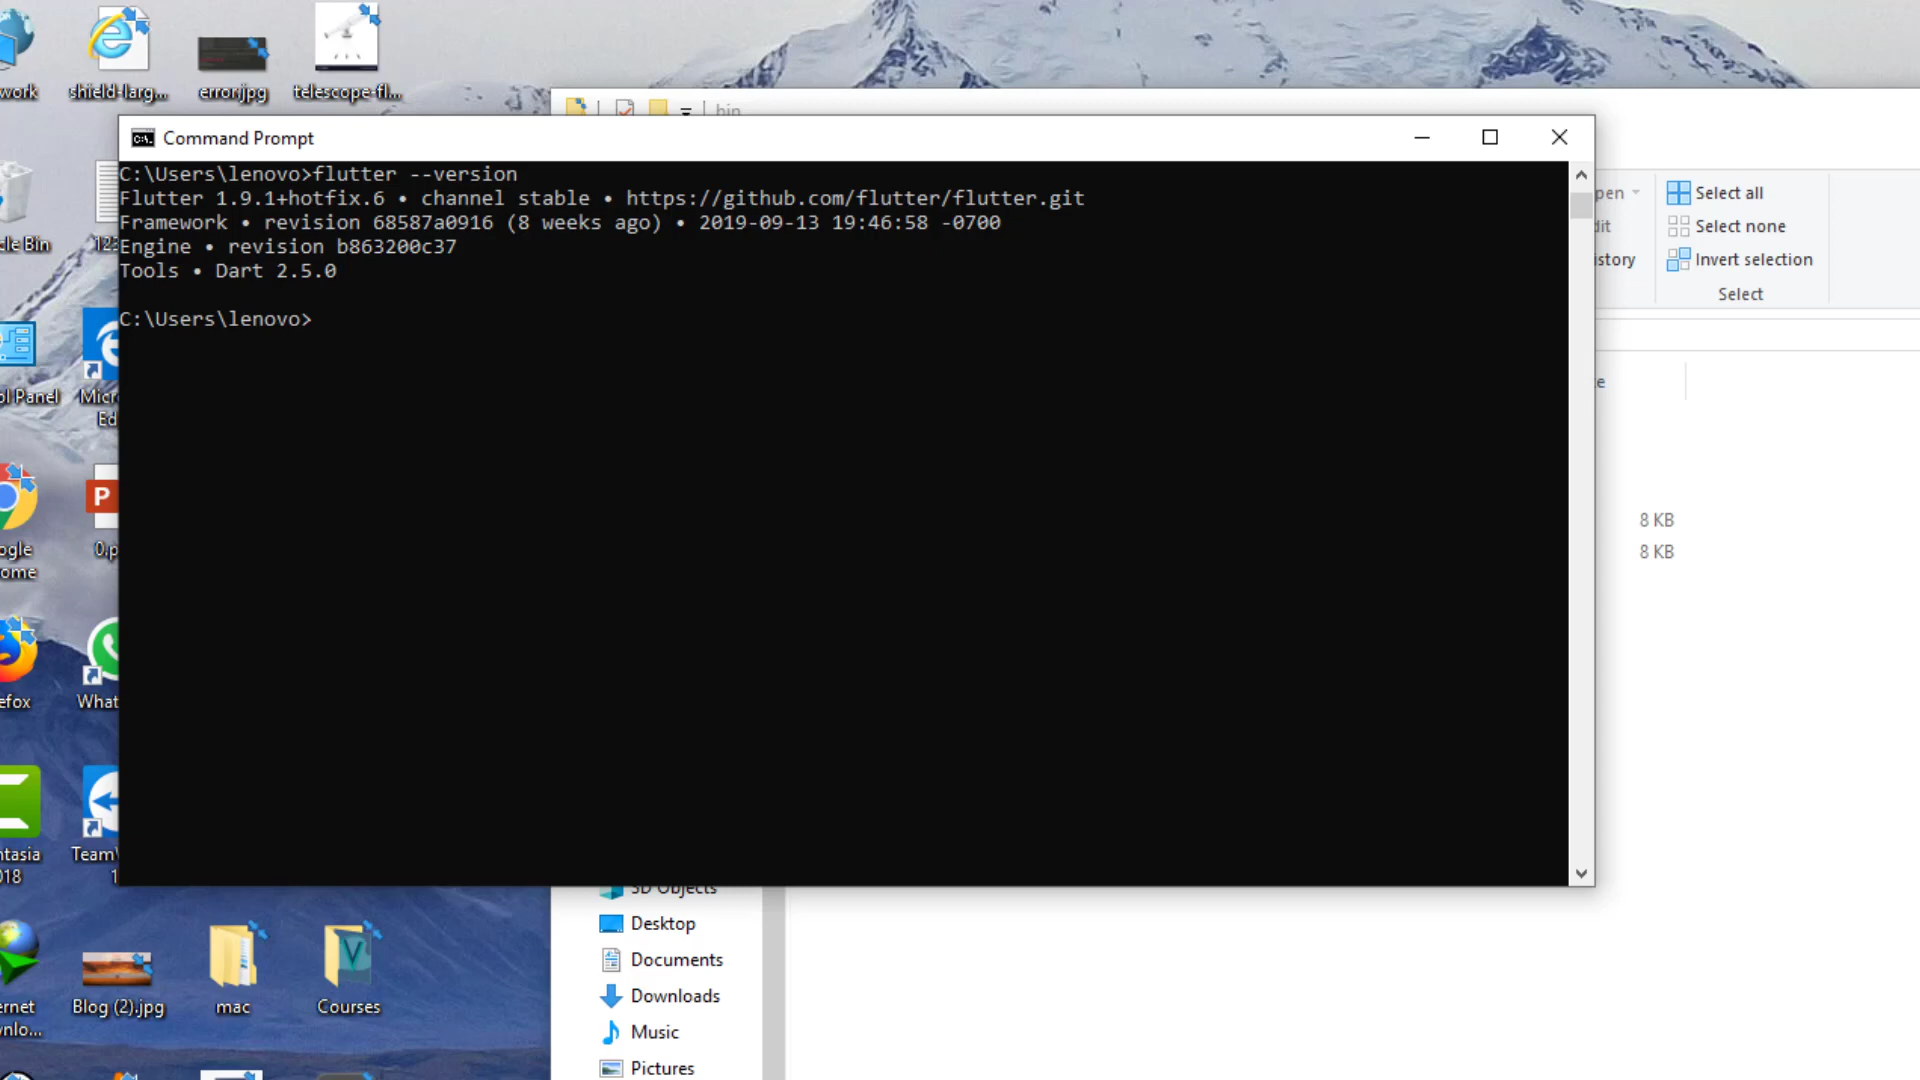 work
shield-larg...
error.jpg
telescope-fl...
bin
Command Prompt
C:\Users\lenovo>flutter --version
Flutter 1.9.1+hotfix.6 • channel stable • https://github.com/flutter/flutter.git
Framework • revision 68587a0916 (8 weeks ago) • 2019-09-13 19:46:58 -0700
Engine • revision b863200c37
Tools • Dart 2.5.0
C:\Users\lenovo>
pen
Select all
dit
Select none
istory
Invert selection
Select
cle Bin
12
e
ol Panel
Micr
Ed
P
ogle
ome
0.p
8 KB
8 KB
efox
What
ntasia
018
Team
1
3D Objects
Desktop
Documents
Downloads
Music
Pictures
ernet
wnlo...
Blog (2).jpg
mac
V
Courses